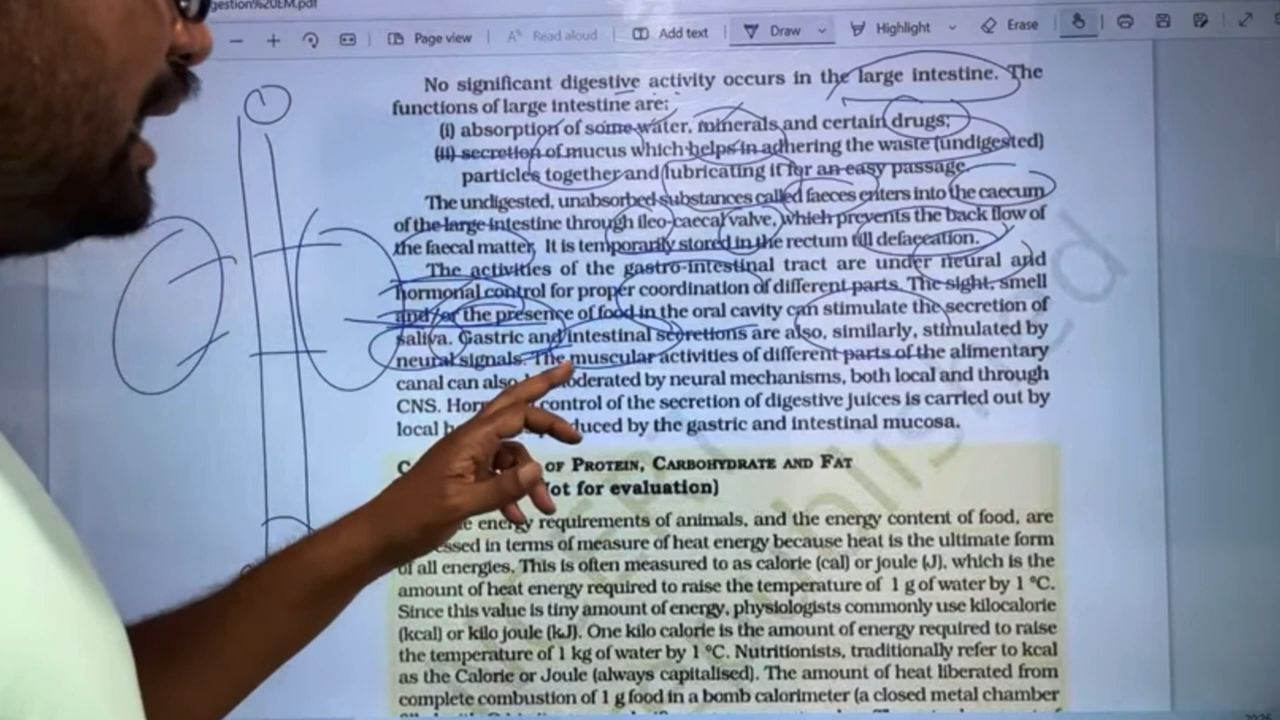 gestion%20EM.pdf
Page view
Read aloud
Add text
Draw
Highlight
Erase
No significant digestive activity occurs in the large intestine. The
functions of large intestine are:
(i) absorption of some water, minerals and certain drugs;
(ii) secretion of mucus which helps in adhering the waste (undigested)
particles together and lubricating it for an easy passage.
The undigested, unabsorbed substances called faeces enters into the caecum
of the large intestine through ileo-caecal valve, which prevents the back flow of
the faecal matter. It is temporarily stored in the rectum till defaecation.
The activities of the gastro-intestinal tract are under neural and
hormonal control for proper coordination of different parts. The sight, smell
and/or the presence of food in the oral cavity can stimulate the secretion of
saliva. Gastric and intestinal secretions are also, similarly, stimulated by
neural signals. The muscular activities of different parts of the alimentary
canal can also moderated by neural mechanisms, both local and through
CNS. control of the secretion of digestive juices is carried out by
local by the gastric and intestinal mucosa.
OF PROTEIN, CARBOHYDRATE AND FAT
for evaluation)
energy requirements of animals, and the energy content of food, are
in terms of measure of heat energy because heat is the ultimate form
of all energies. This is often measured to as calorie (cal) or joule (J), which is the
amount of heat energy required to raise the temperature of 1 g of water by 1 °C.
Since this value is tiny amount of energy, physiologists commonly use kilocalorie
(kcal) or kilo joule (kJ). One kilo calorie is the amount of energy required to raise
the temperature of 1 kg of water by 1 °C. Nutritionists, traditionally refer to kcal
as the Calorie or Joule (always capitalised). The amount of heat liberated from
complete combustion of 1 g food in a bomb calorimeter (a closed metal chamber